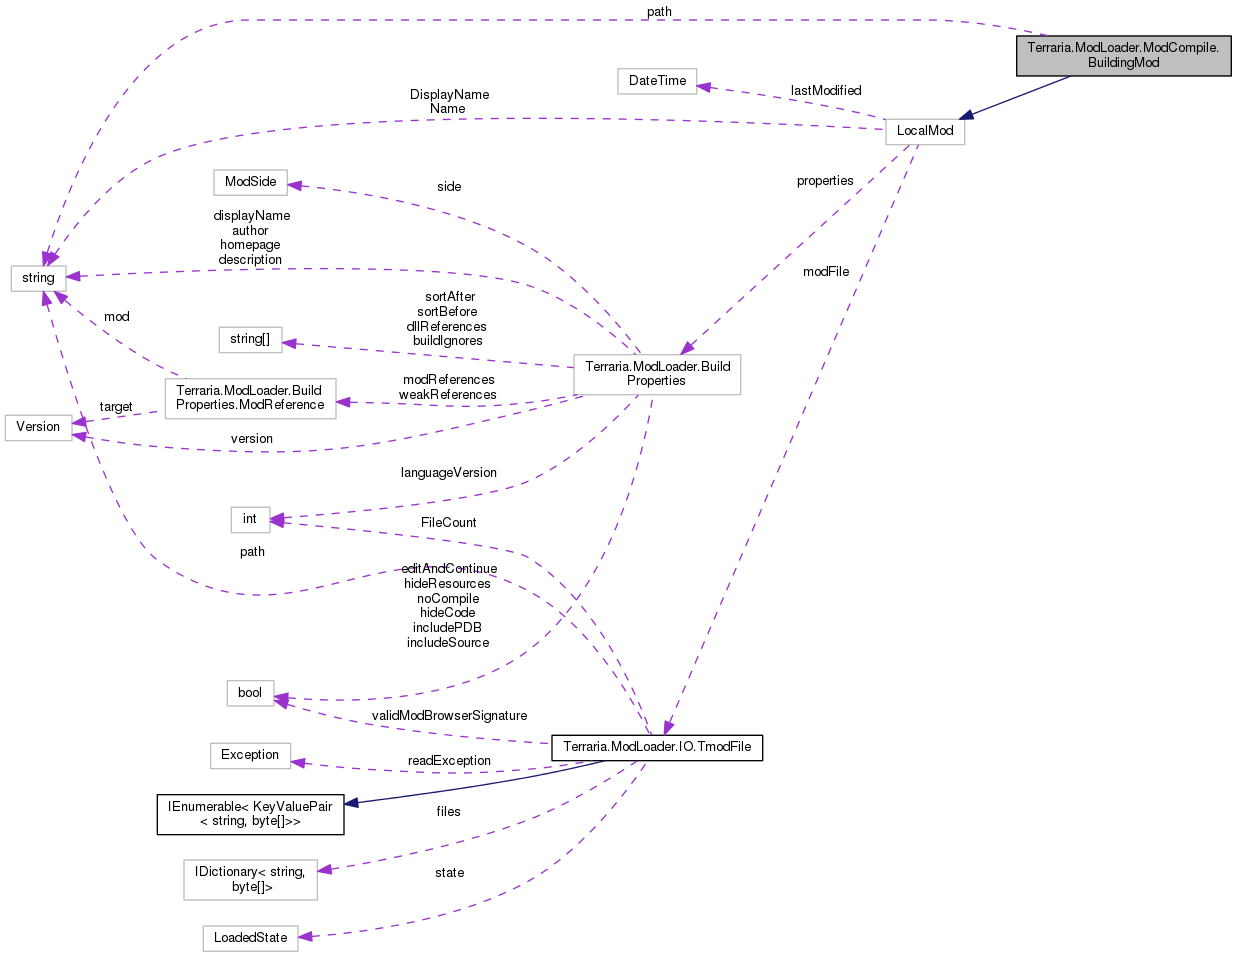 path
Terraria.ModLoader.ModCompile.
BuildingMod
DateTime
lastModified
DisplayName
Name
LocalMod
ModSide
side
properties
displayName
author
homepage
description
string
modFile
sortAfter
sortBefore
dllReferences
buildIgnores
mod
string[]
Terraria.ModLoader.Build
Properties
modReferences
weakReferences
Terraria.ModLoader.Build
Properties.ModReference
target
Version
version
languageVersion
int
FileCount
path
editAndContinue
hideResources
noCompile
hideCode
includePDB
includeSource
bool
validModBrowserSignature
Terraria.ModLoader.IO.TmodFile
Exception
readException
IEnumerable< KeyValuePair
< string, byte[]>>
files
IDictionary< string,
byte[]>
state
LoadedState